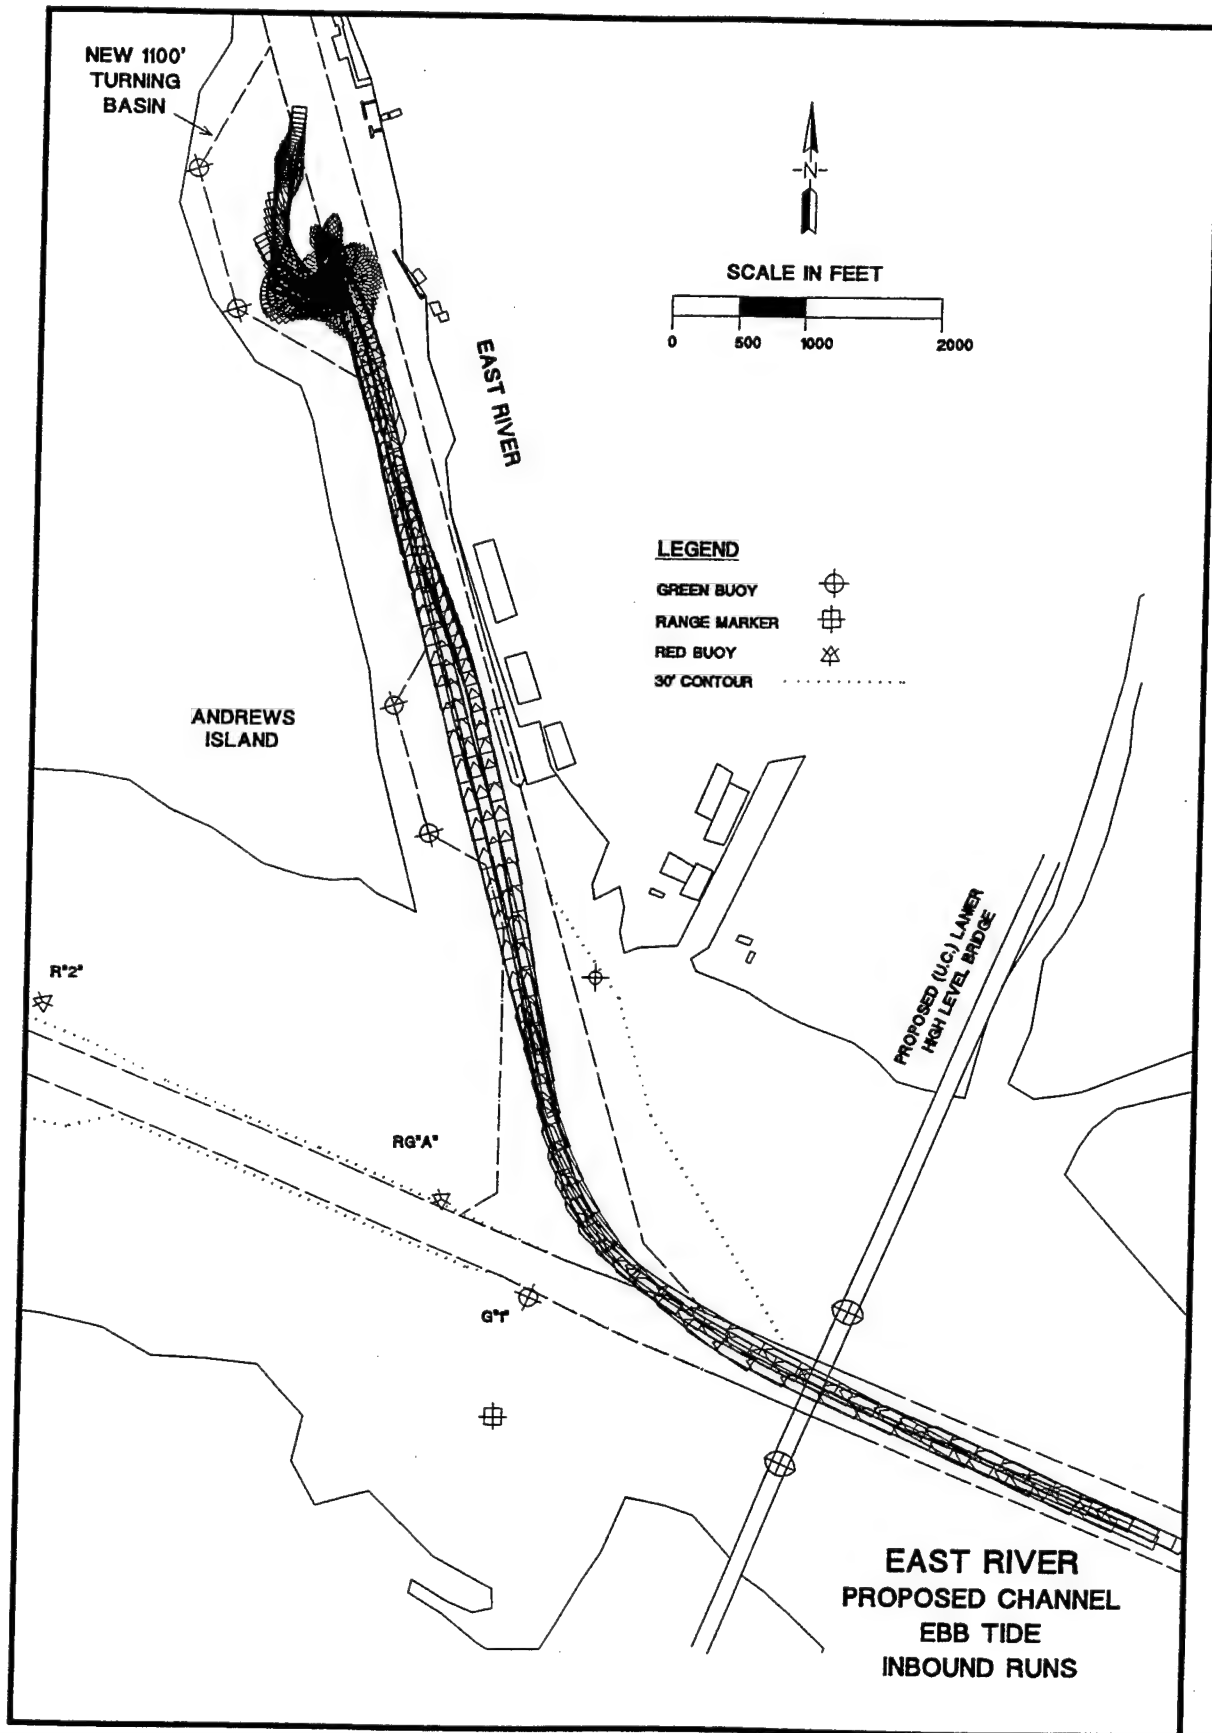 NEW 1100'
TURNING
BASIN
N
SCALE IN FEET
0 500 1000 2000
EAST RIVER
LEGEND
GREEN BUOY
RANGE MARKER
RED BUOY
30' CONTOUR
ANDREWS
ISLAND
PROPOSED (U.C.) LANIER
HIGH LEVEL BRIDGE
R"2"
RG"A"
G"1"
EAST RIVER
PROPOSED CHANNEL
EBB TIDE
INBOUND RUNS